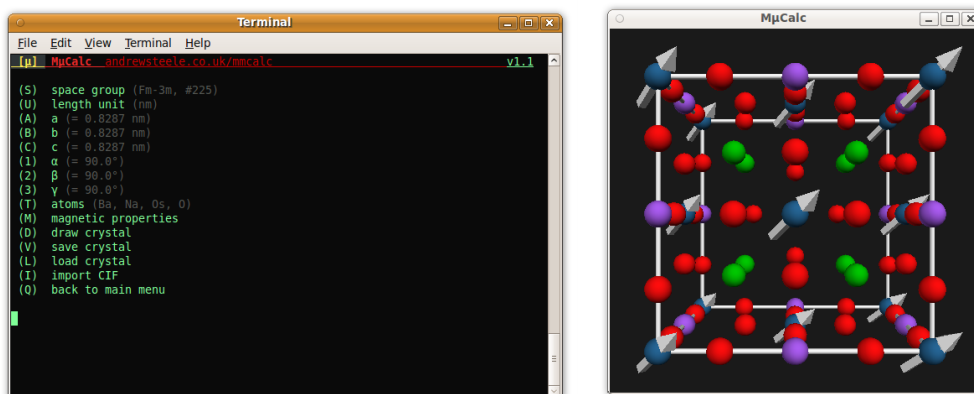 Terminal
File Edit View Terminal Help
[µ] MµCalc andrewsteele.co.uk/mmcalc v1.1
(S) space group (Fm-3m, #225)
(U) length unit (nm)
(A) a (= 0.8287 nm)
(B) b (= 0.8287 nm)
(C) c (= 0.8287 nm)
(1) α (= 90.0°)
(2) β (= 90.0°)
(3) γ (= 90.0°)
(T) atoms (Ba, Na, Os, O)
(M) magnetic properties
(D) draw crystal
(V) save crystal
(L) load crystal
(I) import CIF
(Q) back to main menu
MµCalc